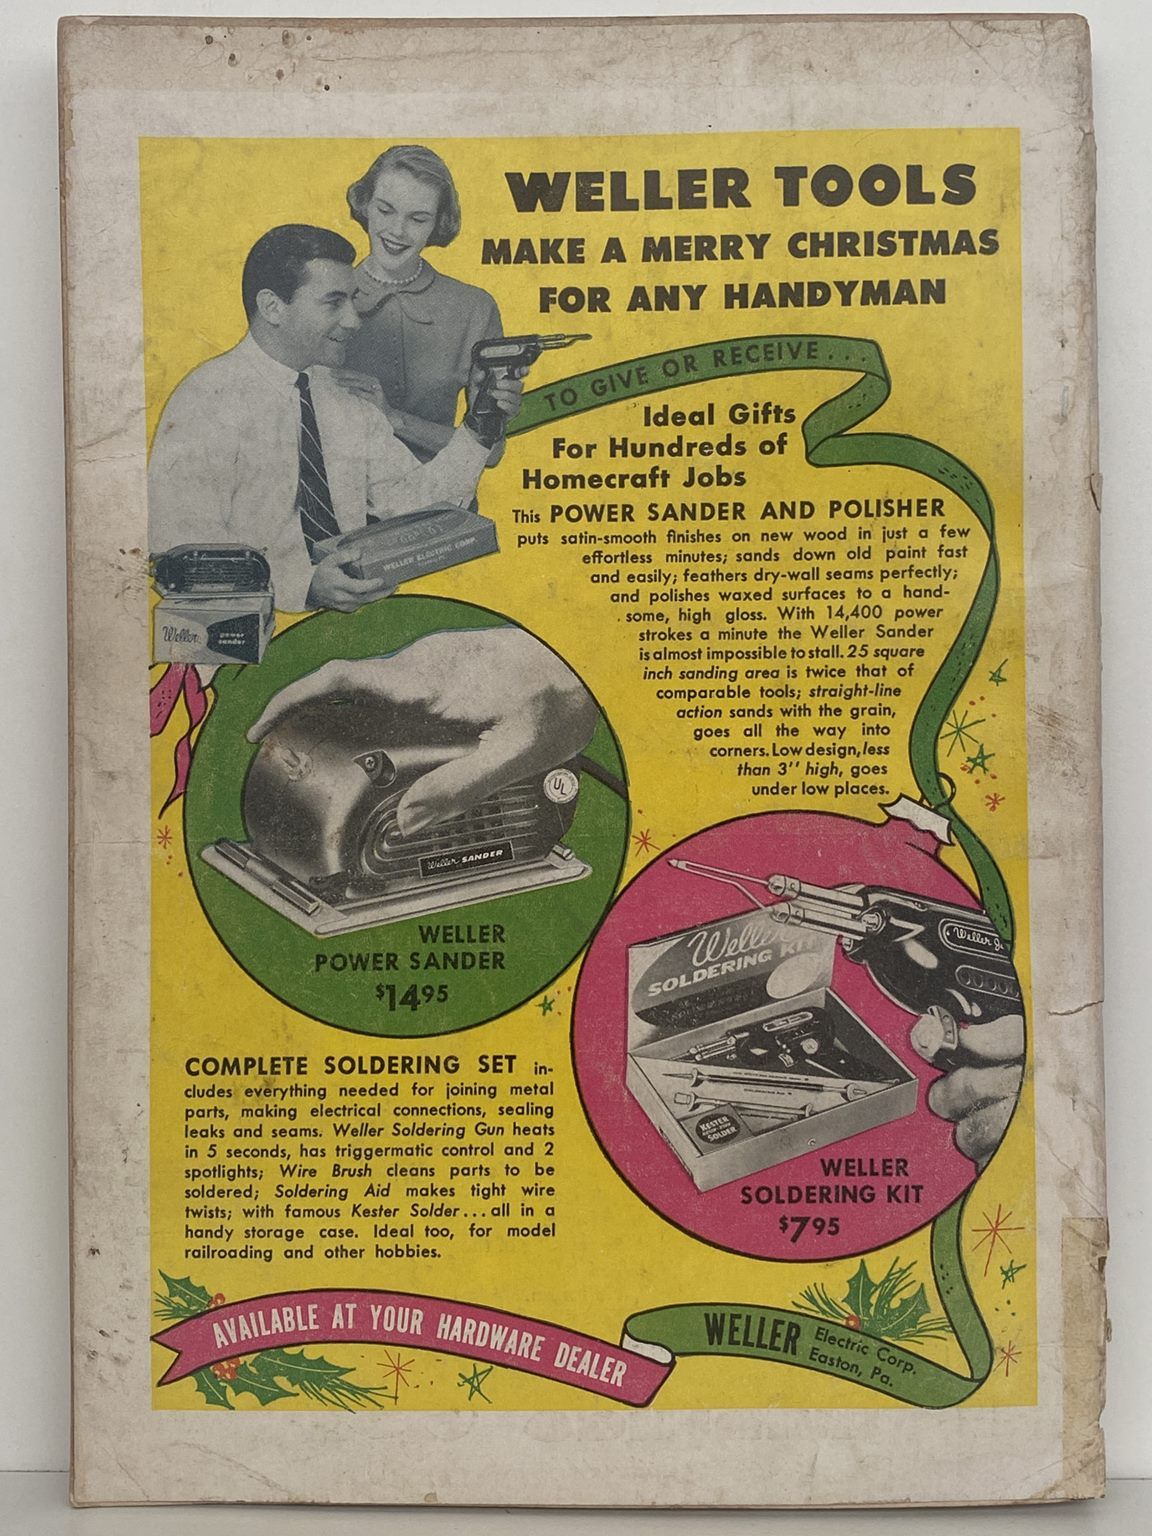 WELLER TOOLS
MAKE A MERRY CHRISTMAS
FOR ANY HANDYMAN
TO GIVE OR RECEIVE...
Ideal Gifts
For Hundreds of
Homecraft Jobs
This POWER SANDER AND POLISHER
puts satin-smooth finishes on new wood in just a few
effortless minutes; sands down old paint fast
and easily; feathers dry-wall seams perfectly;
and polishes waxed surfaces to a hand-
some, high gloss. With 14,400 power
strokes a minute the Weller Sander
is almost impossible to stall. 25 square
inch sanding area is twice that of
comparable tools; straight-line
action sands with the grain,
goes all the way into
corners. Low design, less
than 3'' high, goes
under low places.
WELLER ELECTRIC CORP.
Weller power
sander
UL
Weller SANDER
WELLER
POWER SANDER
$14.95
Weller
SOLDERING KIT
Weller
KESTER
SOLDER
WELLER
SOLDERING KIT
$7.95
COMPLETE SOLDERING SET in-
cludes everything needed for joining metal
parts, making electrical connections, sealing
leaks and seams. Weller Soldering Gun heats
in 5 seconds, has triggermatic control and 2
spotlights; Wire Brush cleans parts to be
soldered; Soldering Aid makes tight wire
twists; with famous Kester Solder...all in a
handy storage case. Ideal too, for model
railroading and other hobbies.
AVAILABLE AT YOUR HARDWARE DEALER
WELLER Electric Corp.
Easton, Pa.